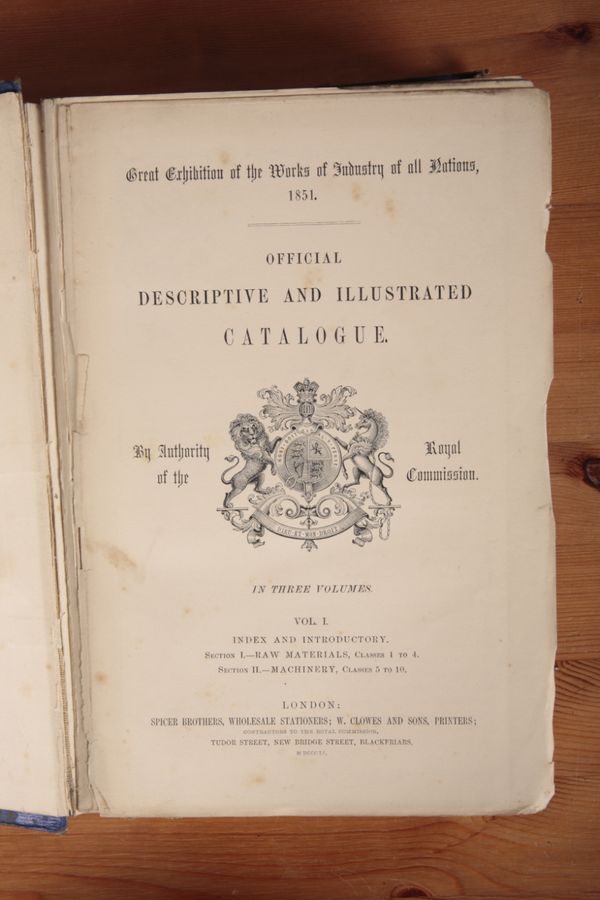 Great Exhibition of the Works of Industry of all Nations,
1851.
OFFICIAL
DESCRIPTIVE AND ILLUSTRATED
CATALOGUE.
By Authority
of the
Royal
Commission.
DIEU ET MON DROIT
IN THREE VOLUMES.
VOL. I.
INDEX AND INTRODUCTORY.
SECTION I.—RAW MATERIALS, CLASSES 1 TO 4.
SECTION II.—MACHINERY, CLASSES 5 TO 10.
LONDON:
SPICER BROTHERS, WHOLESALE STATIONERS; W. CLOWES AND SONS, PRINTERS;
CONTRACTORS TO THE ROYAL COMMISSION,
TUDOR STREET, NEW BRIDGE STREET, BLACKFRIARS.
MDCCCLI.